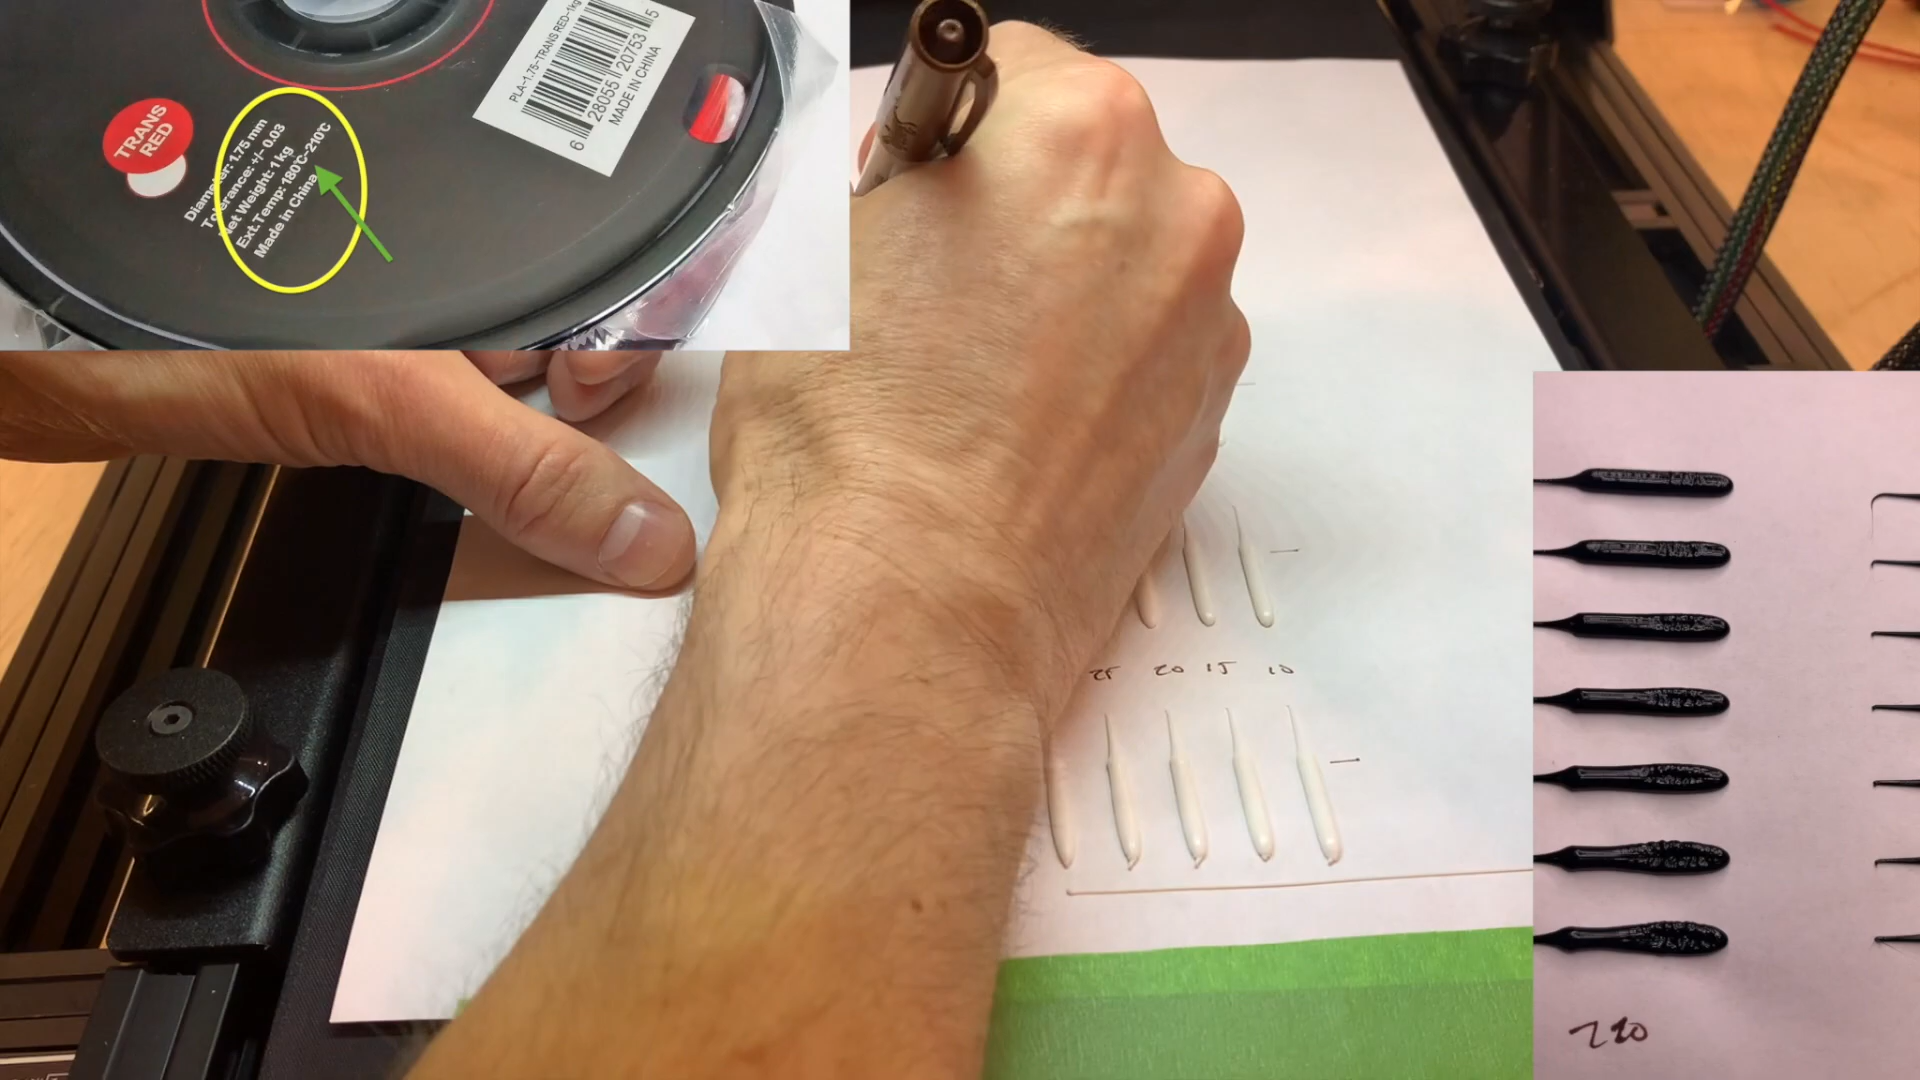 TRANS
RED
Diameter: 1.75 mm
Tolerance: +/- 0.03
Net Weight: 1 kg
Ext. Temp: 180℃~210℃
Made in China
PLA-1.75-TRANS RED-1kg
6 28055 20753 5
MADE IN CHINA
25 20 15 10
220